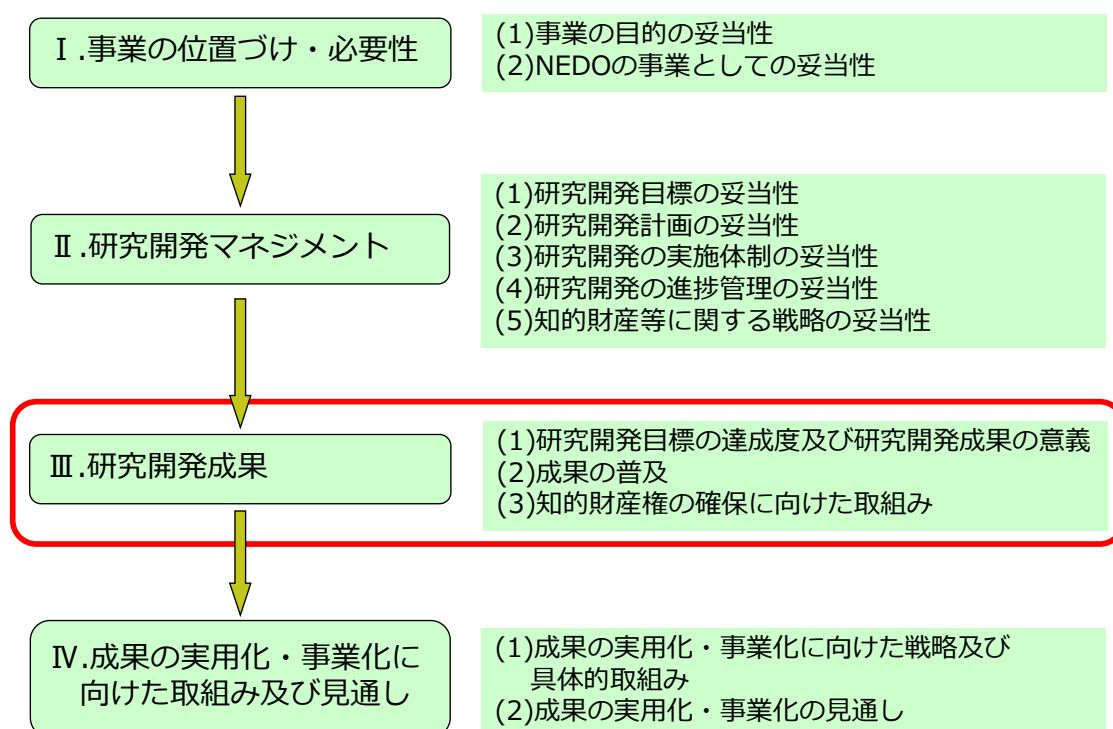 Ⅰ.事業の位置づけ・必要性
(1)事業の目的の妥当性
(2)NEDOの事業としての妥当性
Ⅱ.研究開発マネジメント
(1)研究開発目標の妥当性
(2)研究開発計画の妥当性
(3)研究開発の実施体制の妥当性
(4)研究開発の進捗管理の妥当性
(5)知的財産等に関する戦略の妥当性
Ⅲ.研究開発成果
(1)研究開発目標の達成度及び研究開発成果の意義
(2)成果の普及
(3)知的財産権の確保に向けた取組み
Ⅳ.成果の実用化・事業化に
向けた取組み及び見通し
(1)成果の実用化・事業化に向けた戦略及び
具体的取組み
(2)成果の実用化・事業化の見通し